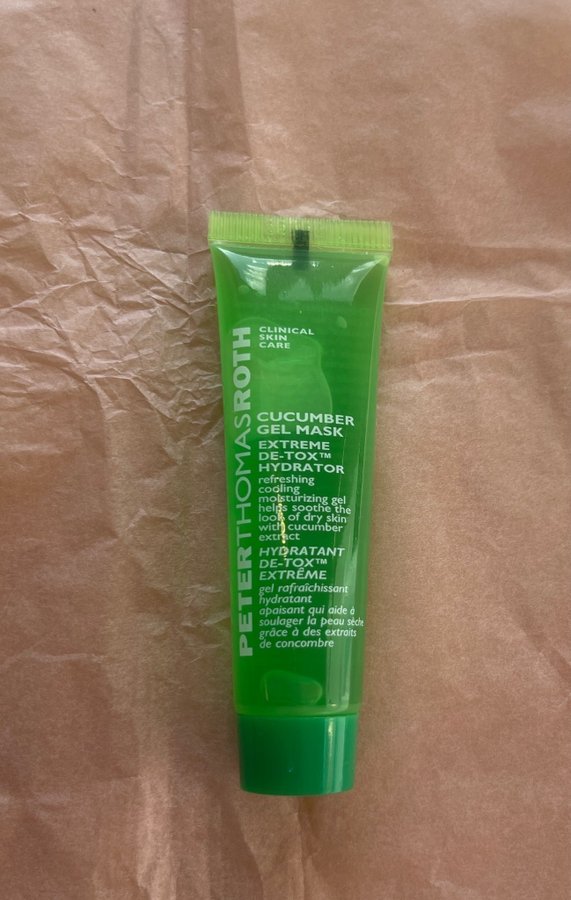 PETERTHOMASROTH
CLINICAL
SKIN
CARE
CUCUMBER
GEL MASK
EXTREME
DE-TOX™
HYDRATOR
refreshing
cooling
moisturizing gel
helps soothe the
look of dry skin
with cucumber
extract
HYDRATANT
DE-TOX™
EXTRÊME
gel rafraîchissant
hydratant
apaisant qui aide à
soulager la peau sèche
grâce à des extraits
de concombre